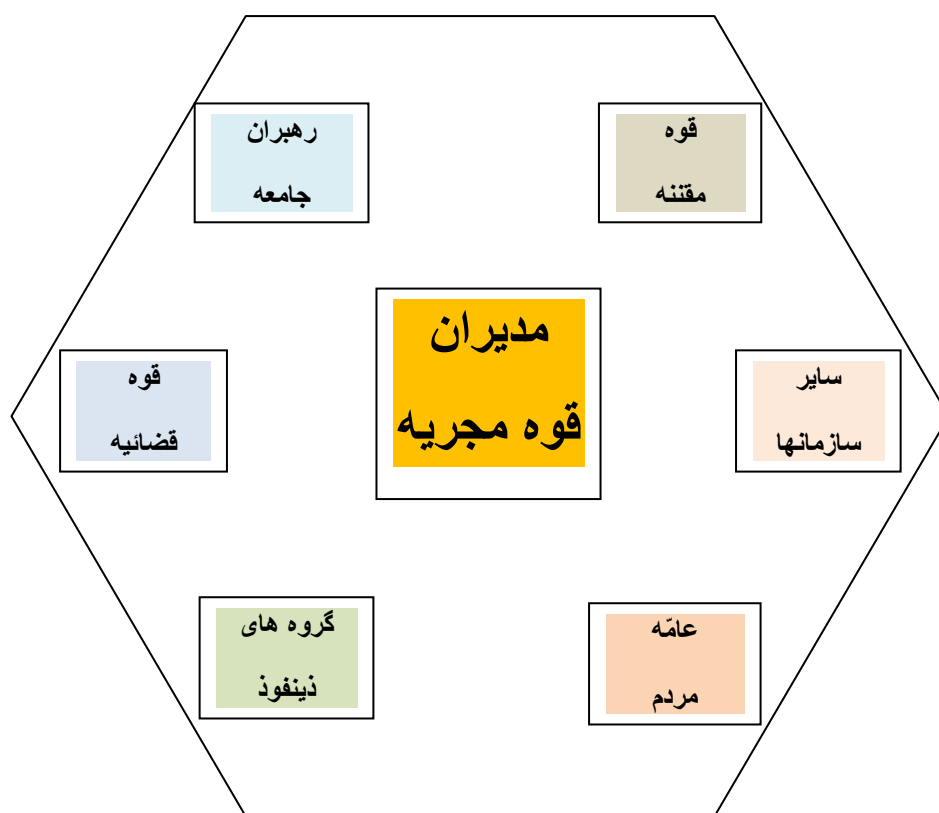 قوه
مقننه
رهبران
جامعه
مدیران
قوه مجریه
سایر
سازمانها
قوه
قضائیه
عامّه
مردم
گروه های
ذینفوذ